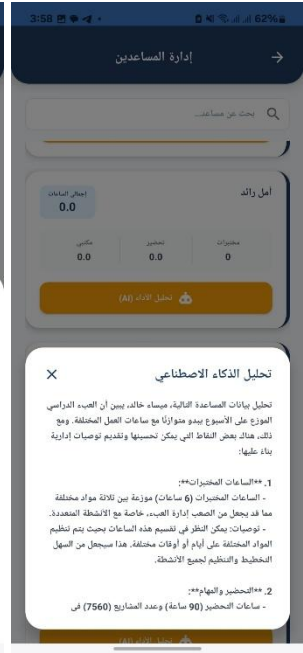 3:58
62%
إدارة المساعدين
بحث عن مساعد...
أمل رائد
إجمالي الساعات
0.0
مختبرات
تحضير
مكتبي
0
0.0
0.0
تحليل الأداء (AI)
تحليل الذكاء الاصطناعي
تحليل بيانات المساعدة التالية، ميساء خالد، يبين أن العبء الدراسي
الموزع على الأسبوع يبدو متوازنًا مع ساعات العمل المختلفة. ومع
ذلك، هناك بعض النقاط التي يمكن تحسينها وتقديم توصيات إدارية
بناءً عليها:
1. **الساعات المختبرات**:
- الساعات المختبرات (6 ساعات) موزعة بين ثلاثة مواد مختلفة
مما قد يجعل من الصعب إدارة العبء، خاصة مع الأنشطة المتعددة.
- توصيات: يمكن النظر في تقسيم هذه الساعات بحيث يتم تنظيم
المواد المختلفة على أيام أو أوقات مختلفة. هذا سيجعل من السهل
التخطيط والتنظيم لجميع الأنشطة.
2. **التحضير والمهام**:
- ساعات التحضير (90 ساعة) وعدد المشاريع (7560) في
تحليل الأداء (AI)